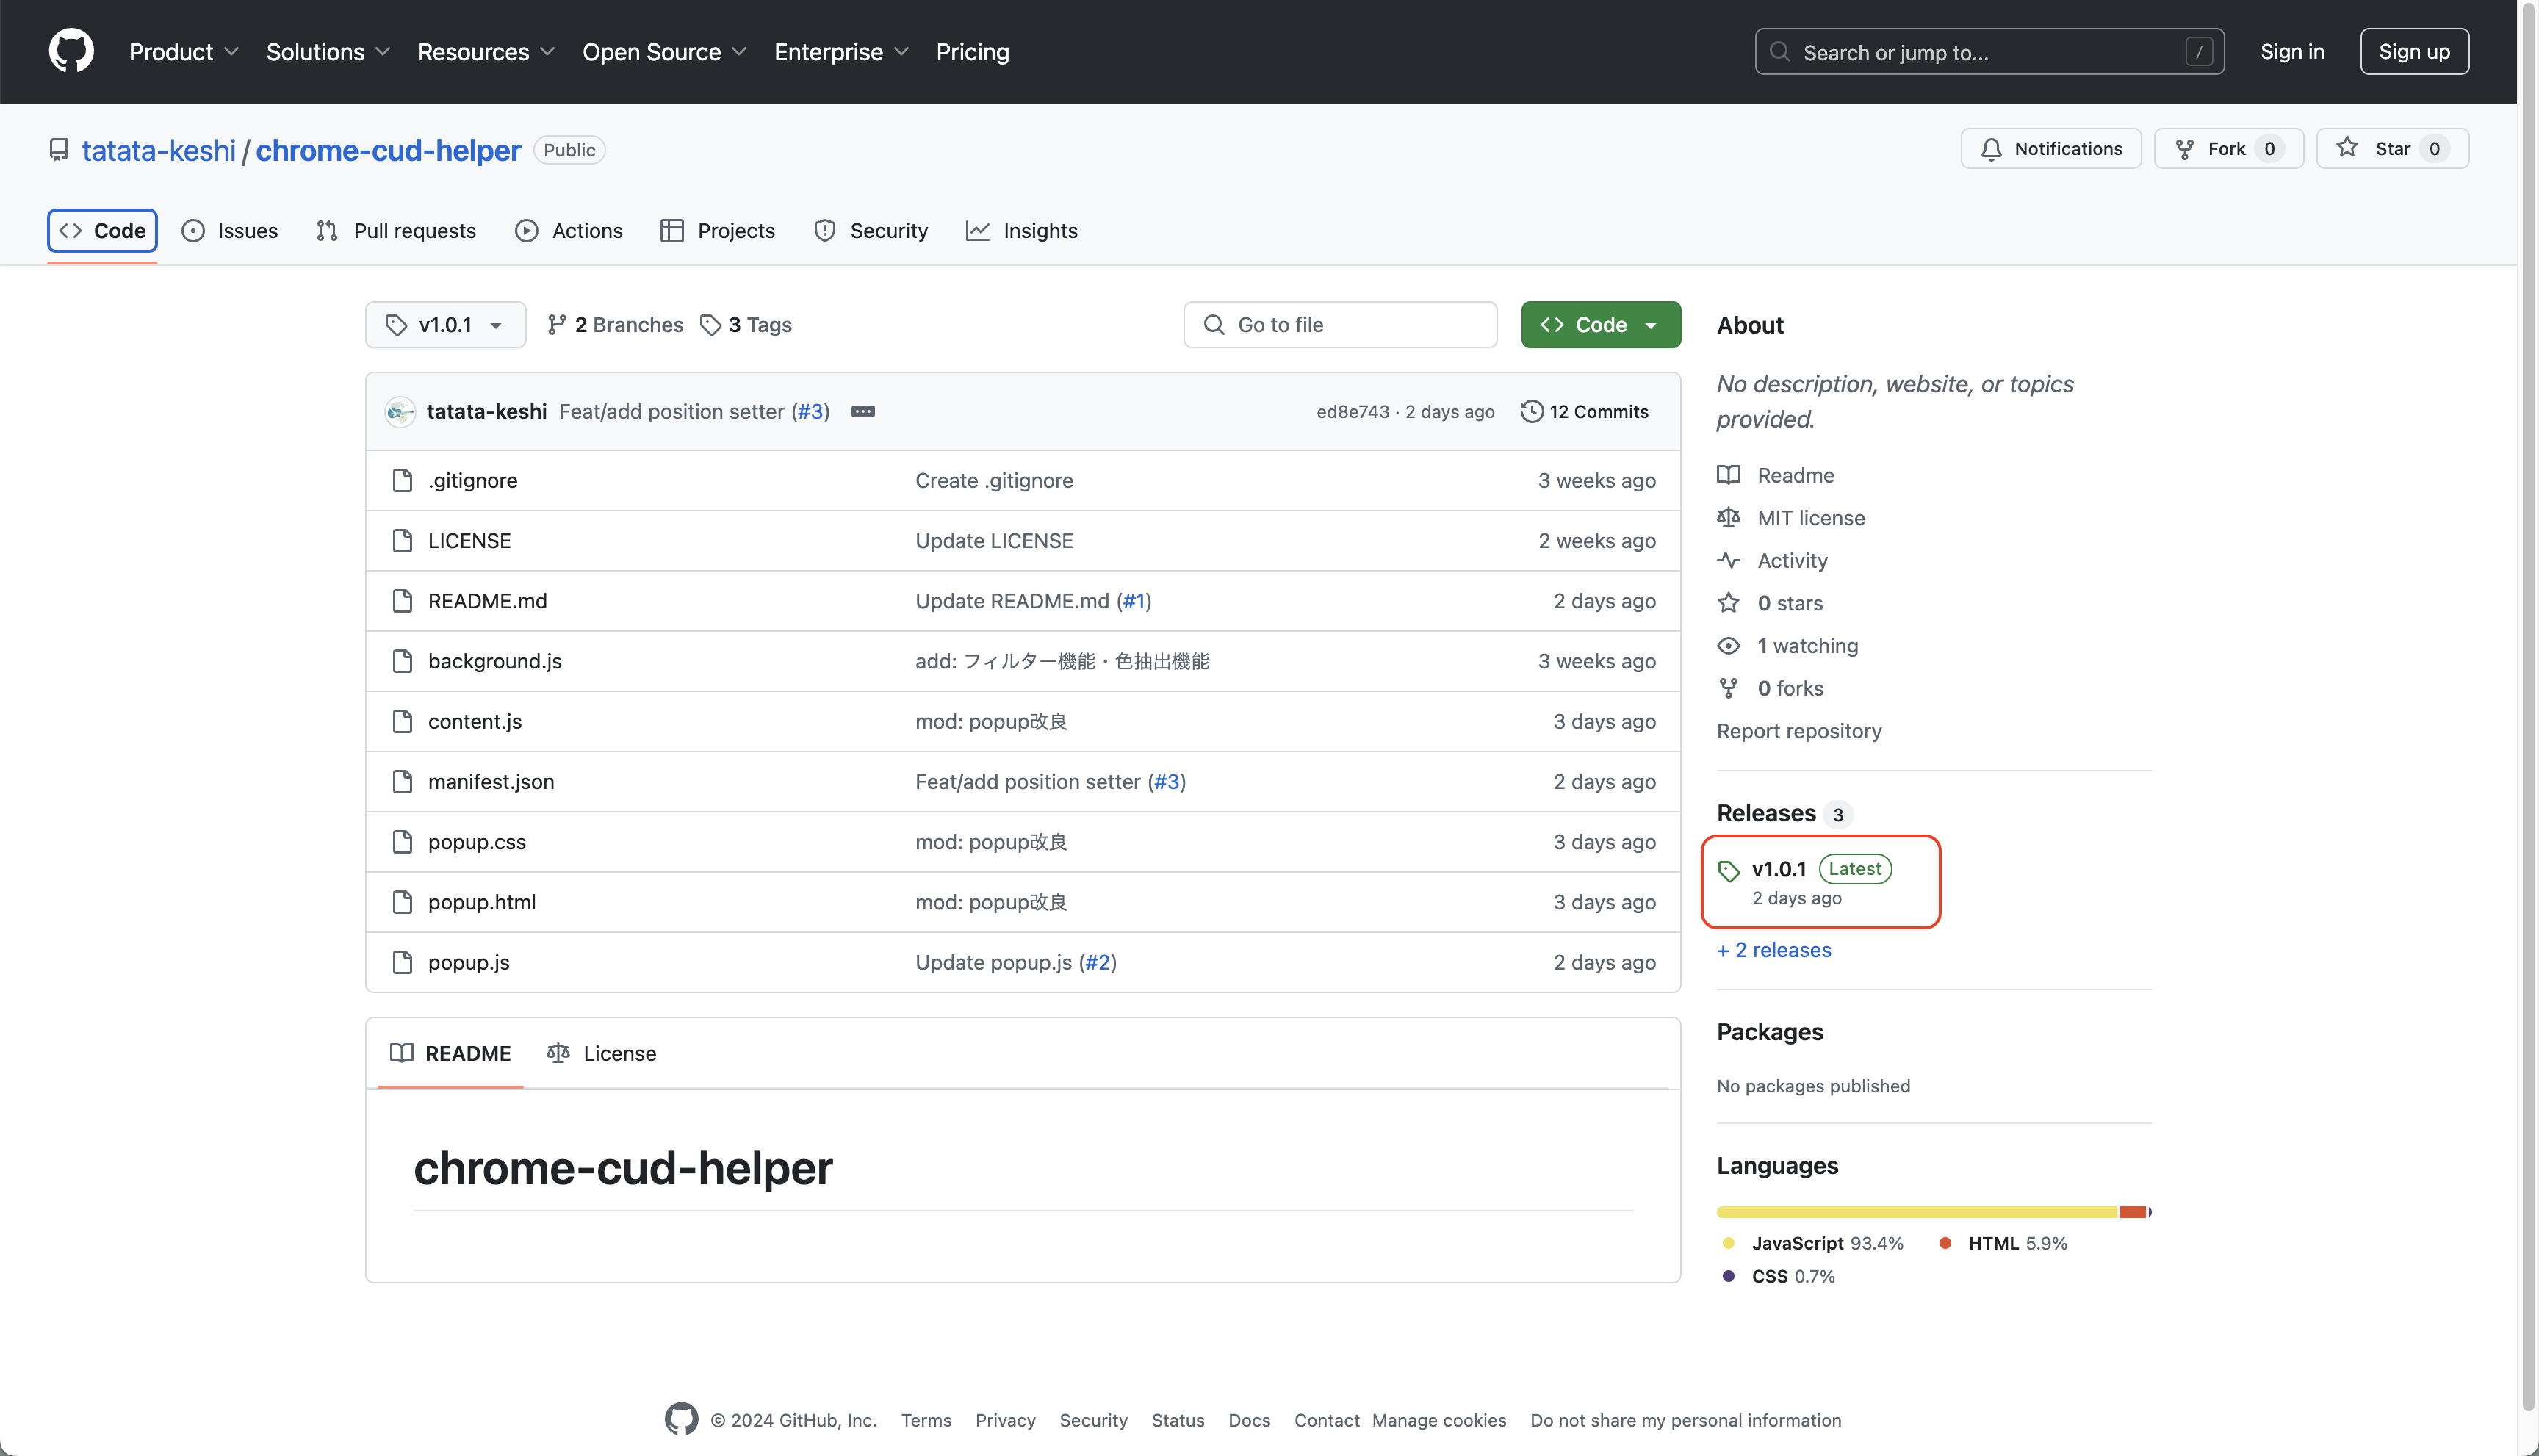 Product Solutions Resources Open Source Enterprise Pricing Search or jump to... / Sign in Sign up
tatata-keshi / chrome-cud-helper Public Notifications Fork 0 Star 0
Code Issues Pull requests Actions Projects Security Insights
v1.0.1 2 Branches 3 Tags Go to file Code
tatata-keshi Feat/add position setter (#3) ed8e743 · 2 days ago 12 Commits
.gitignore Create .gitignore 3 weeks ago
LICENSE Update LICENSE 2 weeks ago
README.md Update README.md (#1) 2 days ago
background.js add: フィルター機能・色抽出機能 3 weeks ago
content.js mod: popup改良 3 days ago
manifest.json Feat/add position setter (#3) 2 days ago
popup.css mod: popup改良 3 days ago
popup.html mod: popup改良 3 days ago
popup.js Update popup.js (#2) 2 days ago
README License
chrome-cud-helper
About
No description, website, or topics
provided.
Readme
MIT license
Activity
0 stars
1 watching
0 forks
Report repository
Releases 3
v1.0.1 Latest
2 days ago
+ 2 releases
Packages
No packages published
Languages
JavaScript 93.4% HTML 5.9%
CSS 0.7%
© 2024 GitHub, Inc. Terms Privacy Security Status Docs Contact Manage cookies Do not share my personal information